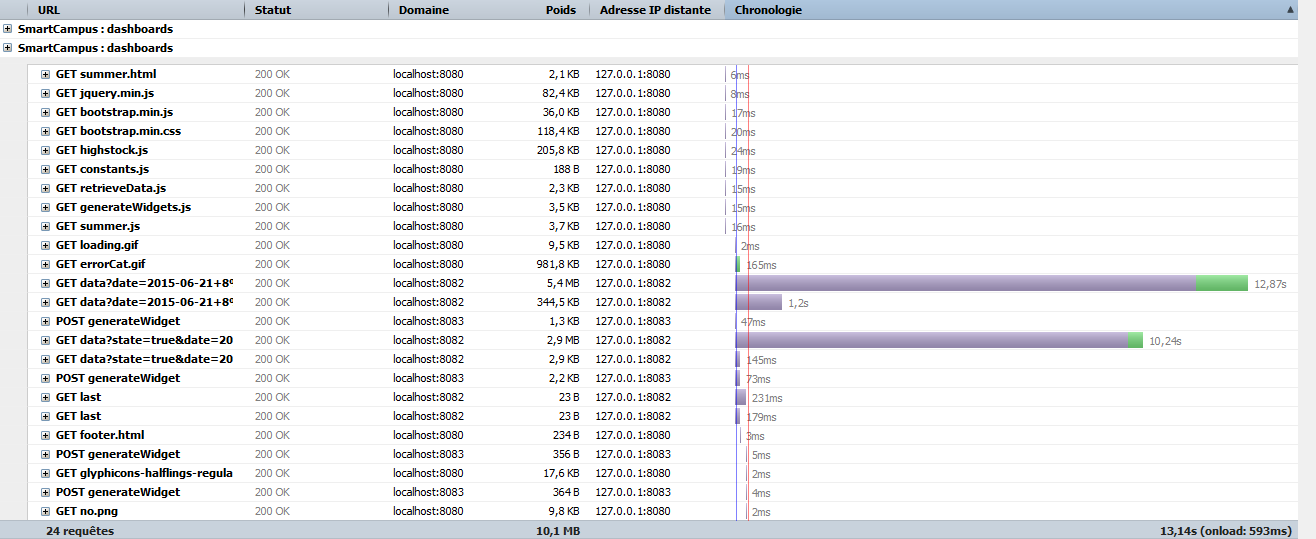 URL Statut Domaine Poids Adresse IP distante Chronologie
SmartCampus : dashboards
SmartCampus : dashboards
GET summer.html 200 OK localhost:8080 2,1 KB 127.0.0.1:8080 6ms
GET jquery.min.js 200 OK localhost:8080 82,4 KB 127.0.0.1:8080 8ms
GET bootstrap.min.js 200 OK localhost:8080 36,0 KB 127.0.0.1:8080 17ms
GET bootstrap.min.css 200 OK localhost:8080 118,4 KB 127.0.0.1:8080 20ms
GET highstock.js 200 OK localhost:8080 205,8 KB 127.0.0.1:8080 24ms
GET constants.js 200 OK localhost:8080 188 B 127.0.0.1:8080 19ms
GET retrieveData.js 200 OK localhost:8080 2,3 KB 127.0.0.1:8080 15ms
GET generateWidgets.js 200 OK localhost:8080 3,5 KB 127.0.0.1:8080 15ms
GET summer.js 200 OK localhost:8080 3,7 KB 127.0.0.1:8080 16ms
GET loading.gif 200 OK localhost:8080 9,5 KB 127.0.0.1:8080 2ms
GET errorCat.gif 200 OK localhost:8080 981,8 KB 127.0.0.1:8080 165ms
GET data?date=2015-06-21+8% 200 OK localhost:8082 5,4 MB 127.0.0.1:8082 12,87s
GET data?date=2015-06-21+8% 200 OK localhost:8082 344,5 KB 127.0.0.1:8082 1,2s
POST generateWidget 200 OK localhost:8083 1,3 KB 127.0.0.1:8083 47ms
GET data?state=true&date=20 200 OK localhost:8082 2,9 MB 127.0.0.1:8082 10,24s
GET data?state=true&date=20 200 OK localhost:8082 2,9 KB 127.0.0.1:8082 145ms
POST generateWidget 200 OK localhost:8083 2,2 KB 127.0.0.1:8083 73ms
GET last 200 OK localhost:8082 23 B 127.0.0.1:8082 231ms
GET last 200 OK localhost:8082 23 B 127.0.0.1:8082 179ms
GET footer.html 200 OK localhost:8080 234 B 127.0.0.1:8080 3ms
POST generateWidget 200 OK localhost:8083 356 B 127.0.0.1:8083 5ms
GET glyphicons-halflings-regula 200 OK localhost:8080 17,6 KB 127.0.0.1:8080 2ms
POST generateWidget 200 OK localhost:8083 364 B 127.0.0.1:8083 4ms
GET no.png 200 OK localhost:8080 9,8 KB 127.0.0.1:8080 2ms
24 requêtes 10,1 MB 13,14s (onload: 593ms)